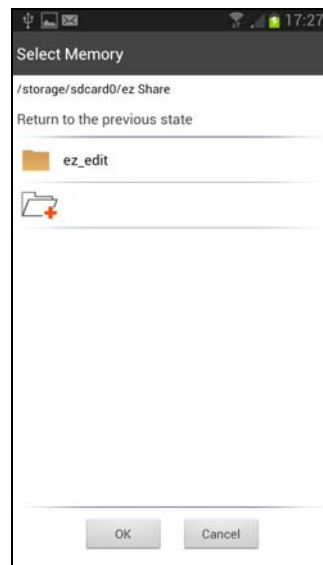 17:27
Select Memory
/storage/sdcard0/ez Share
Return to the previous state
ez_edit
OK Cancel